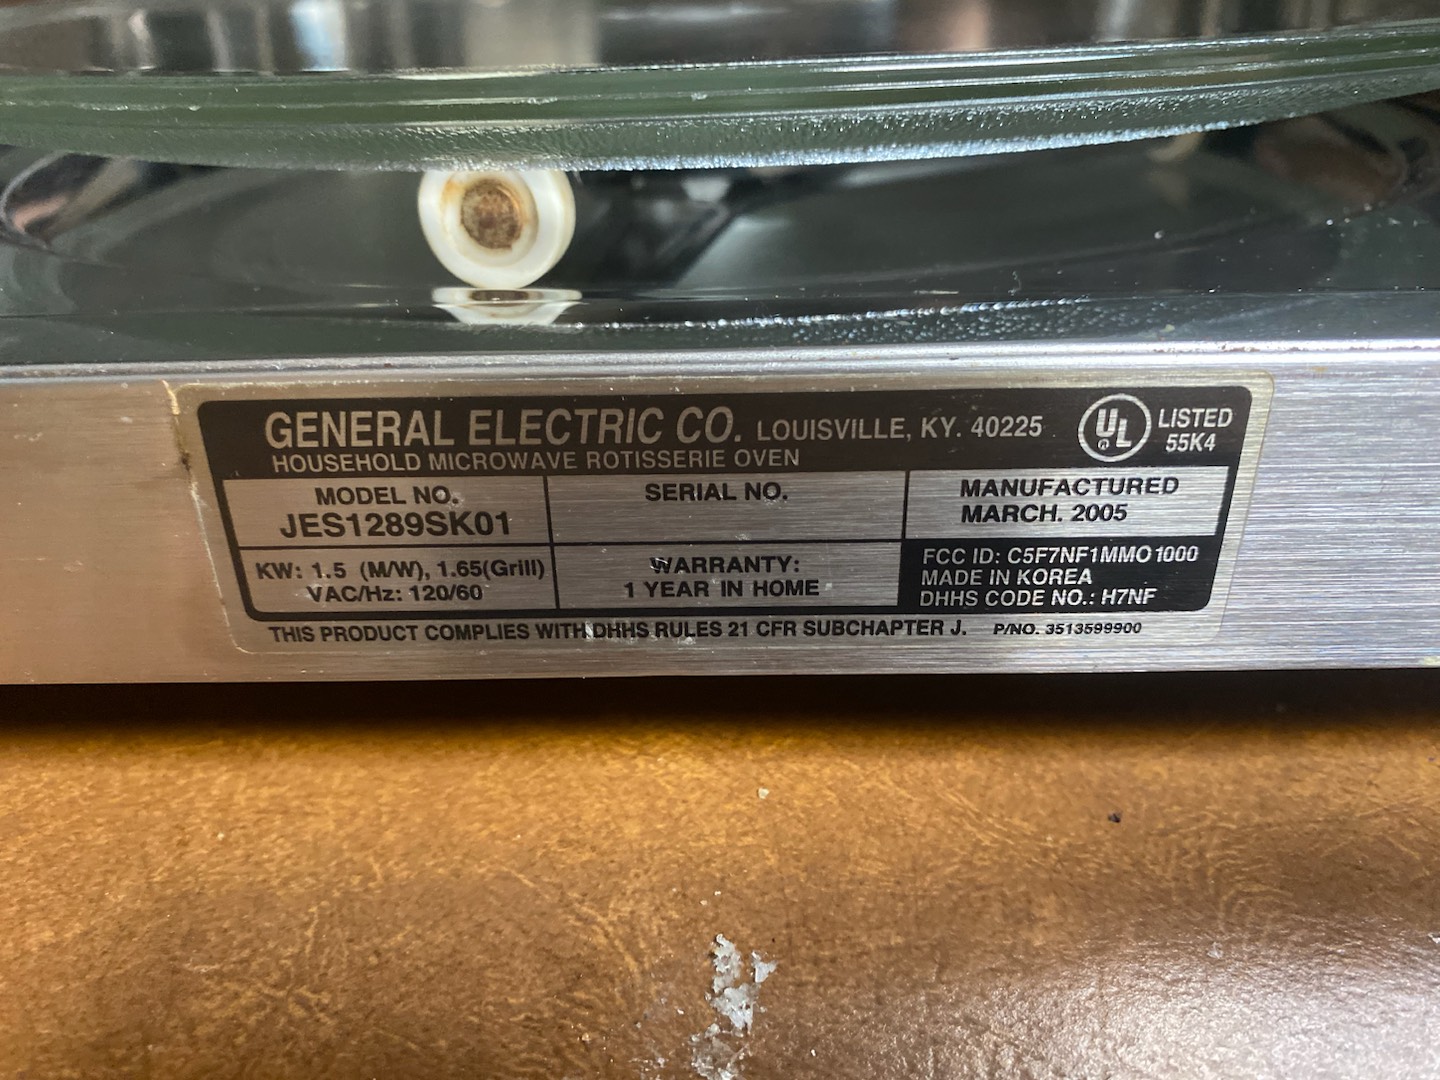 GENERAL ELECTRIC CO. LOUISVILLE, KY. 40225
HOUSEHOLD MICROWAVE ROTISSERIE OVEN
UL
R
LISTED
55K4
MODEL NO.
JES1289SK01
SERIAL NO.
MANUFACTURED
MARCH. 2005
KW: 1.5 (M/W), 1.65(Grill)
VAC/Hz: 120/60
WARRANTY:
1 YEAR IN HOME
FCC ID: C5F7NF1MMO1000
MADE IN KOREA
DHHS CODE NO.: H7NF
THIS PRODUCT COMPLIES WITH DHHS RULES 21 CFR SUBCHAPTER J. P/NO. 3513599900